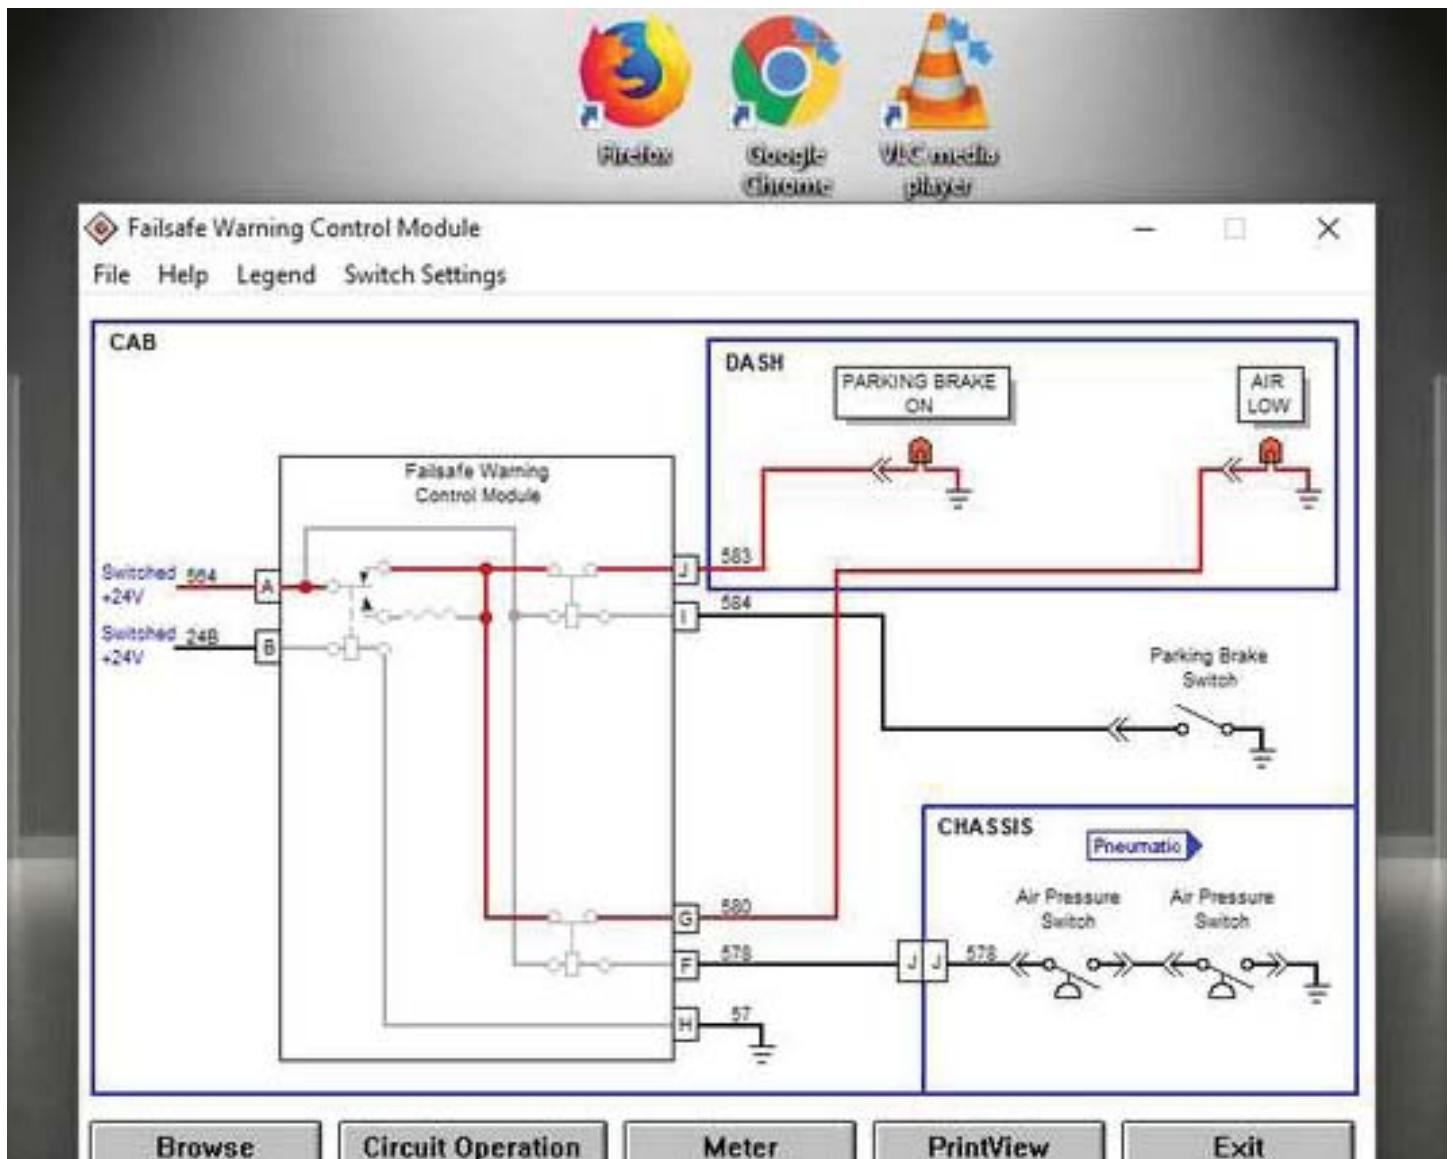 Firefox
Google
Chrome
VLC media
player
Failsafe Warning Control Module
File Help Legend Switch Settings
CAB
DASH
PARKING BRAKE
ON
AIR
LOW
Failsafe Warning
Control Module
Switched 564
+24V
A
Switched 24B
+24V
B
J 583
I 584
Parking Brake
Switch
CHASSIS
Pneumatic
Air Pressure
Switch
Air Pressure
Switch
G 580
F 578
J J 578
H 57
Browse Circuit Operation Meter PrintView Exit